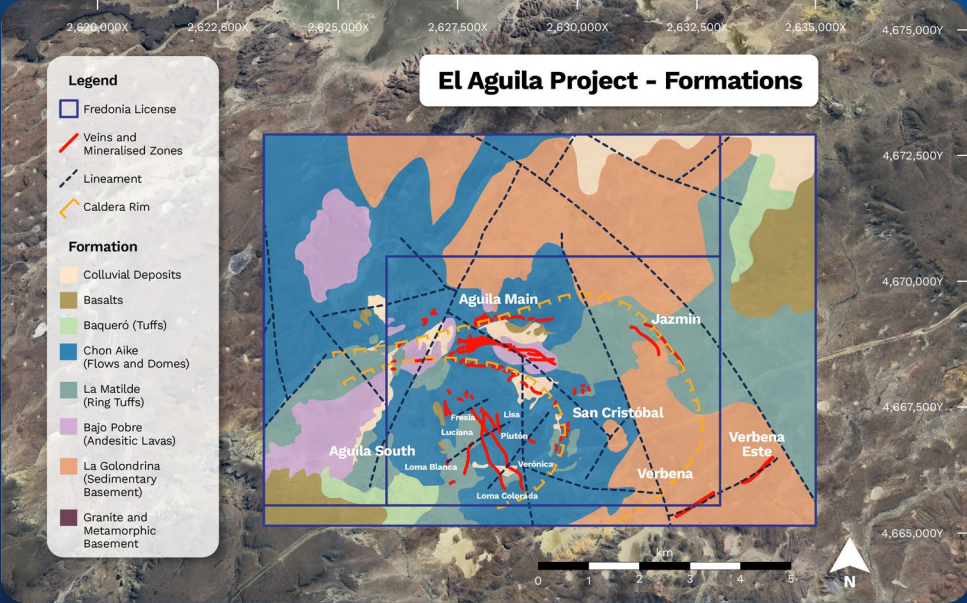 2,620,000X
2,622,500X
2,625,000X
2,627,500X
2,630,000X
2,632,500X
2,635,000X
4,675,000Y
El Aguila Project - Formations
Legend
Fredonia License
Veins and
Mineralised Zones
Lineament
Caldera Rim
Formation
Colluvial Deposits
Basalts
Baqueró (Tuffs)
Chon Aike
(Flows and Domes)
La Matilde
(Ring Tuffs)
Bajo Pobre
(Andesitic Lavas)
La Golondrina
(Sedimentary
Basement)
Granite and
Metamorphic
Basement
4,672,500Y
4,670,000Y
4,667,500Y
4,665,000Y
Aguila Main
Jazmín
San Cristóbal
Fresia
Lisa
Luciana
Plutón
Aguila South
Loma Blanca
Verónica
Verbena
Verbena
Este
Loma Colorada
km
0
1
2
3
4
5
N